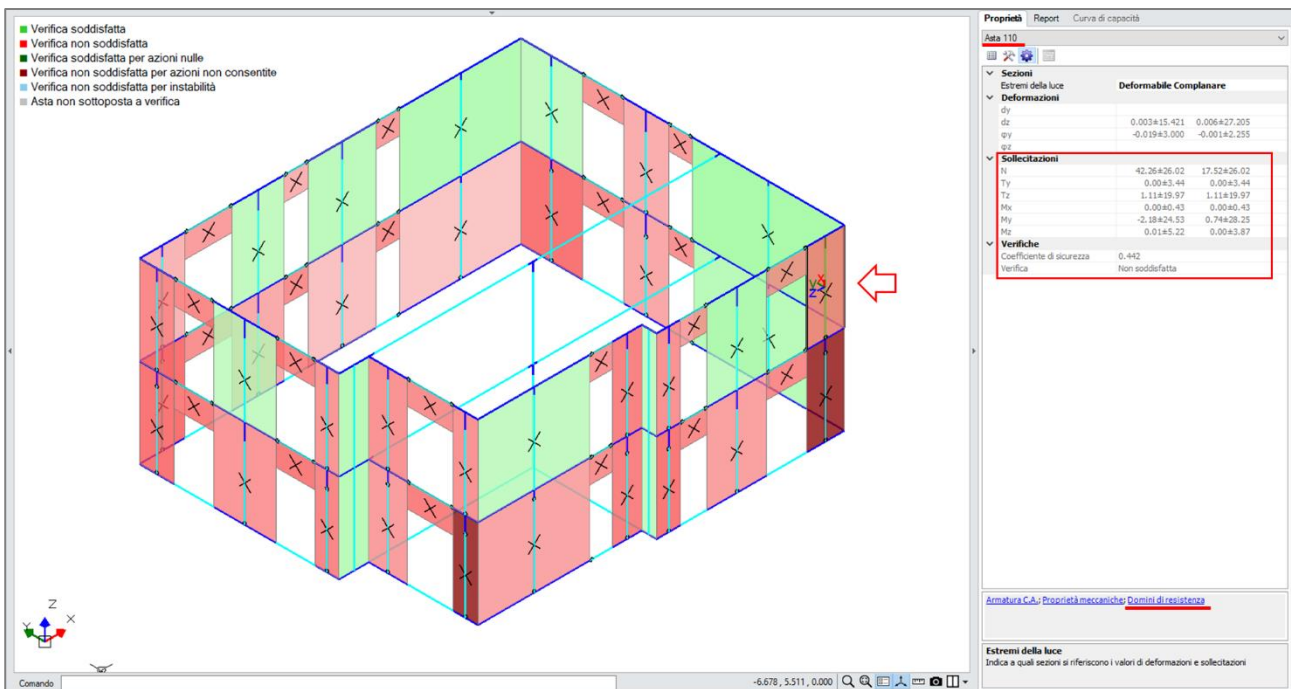 Verifica soddisfatta
Verifica non soddisfatta
Verifica soddisfatta per azioni nulle
Verifica non soddisfatta per azioni non consentite
Verifica non soddisfatta per instabilità
Asta non sottoposta a verifica
Z
X
Y
x
z
Comando
-6.678 , 5.511 , 0.000
Proprietà Report Curva di capacità
Asta 110
Sezioni
Estremi della luce Deformabile Complanare
Deformazioni
dy
dz 0.003±15.421 0.006±27.205
φy -0.019±3.000 -0.001±2.255
φz
Sollecitazioni
N 42.26±26.02 17.52±26.02
Ty 0.00±3.44 0.00±3.44
Tz 1.11±19.97 1.11±19.97
Mx 0.00±0.43 0.00±0.43
My -2.18±24.53 0.74±28.25
Mz 0.01±5.22 0.00±3.87
Verifiche
Coefficiente di sicurezza 0.442
Verifica Non soddisfatta
Armatura C.A.; Proprietà meccaniche; Domini di resistenza
Estremi della luce
Indica a quali sezioni si riferiscono i valori di deformazioni e sollecitazioni